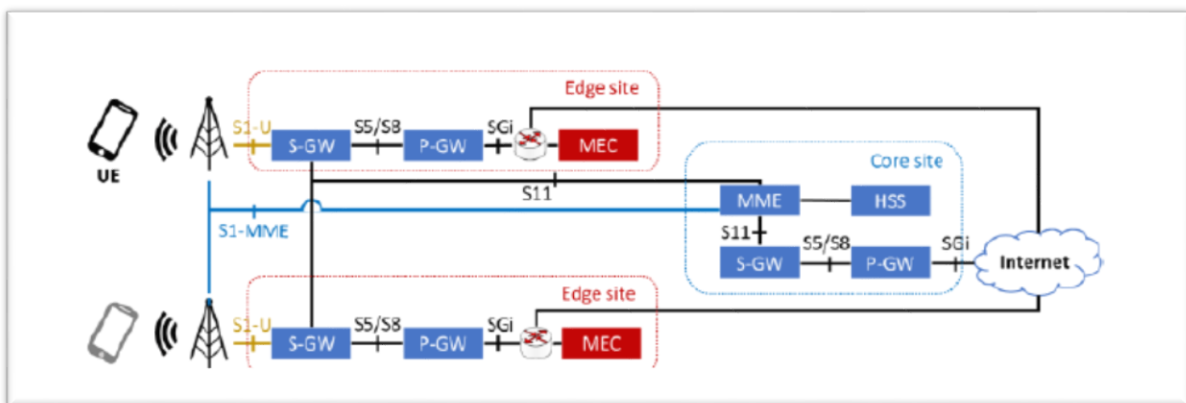 Edge site
UE
S1-U
S-GW
S5/S8
P-GW
SGi
MEC
Core site
S11
MME
HSS
S1-MME
S11
S-GW
S5/S8
P-GW
SGi
Internet
Edge site
S1-U
S-GW
S5/S8
P-GW
SGi
MEC